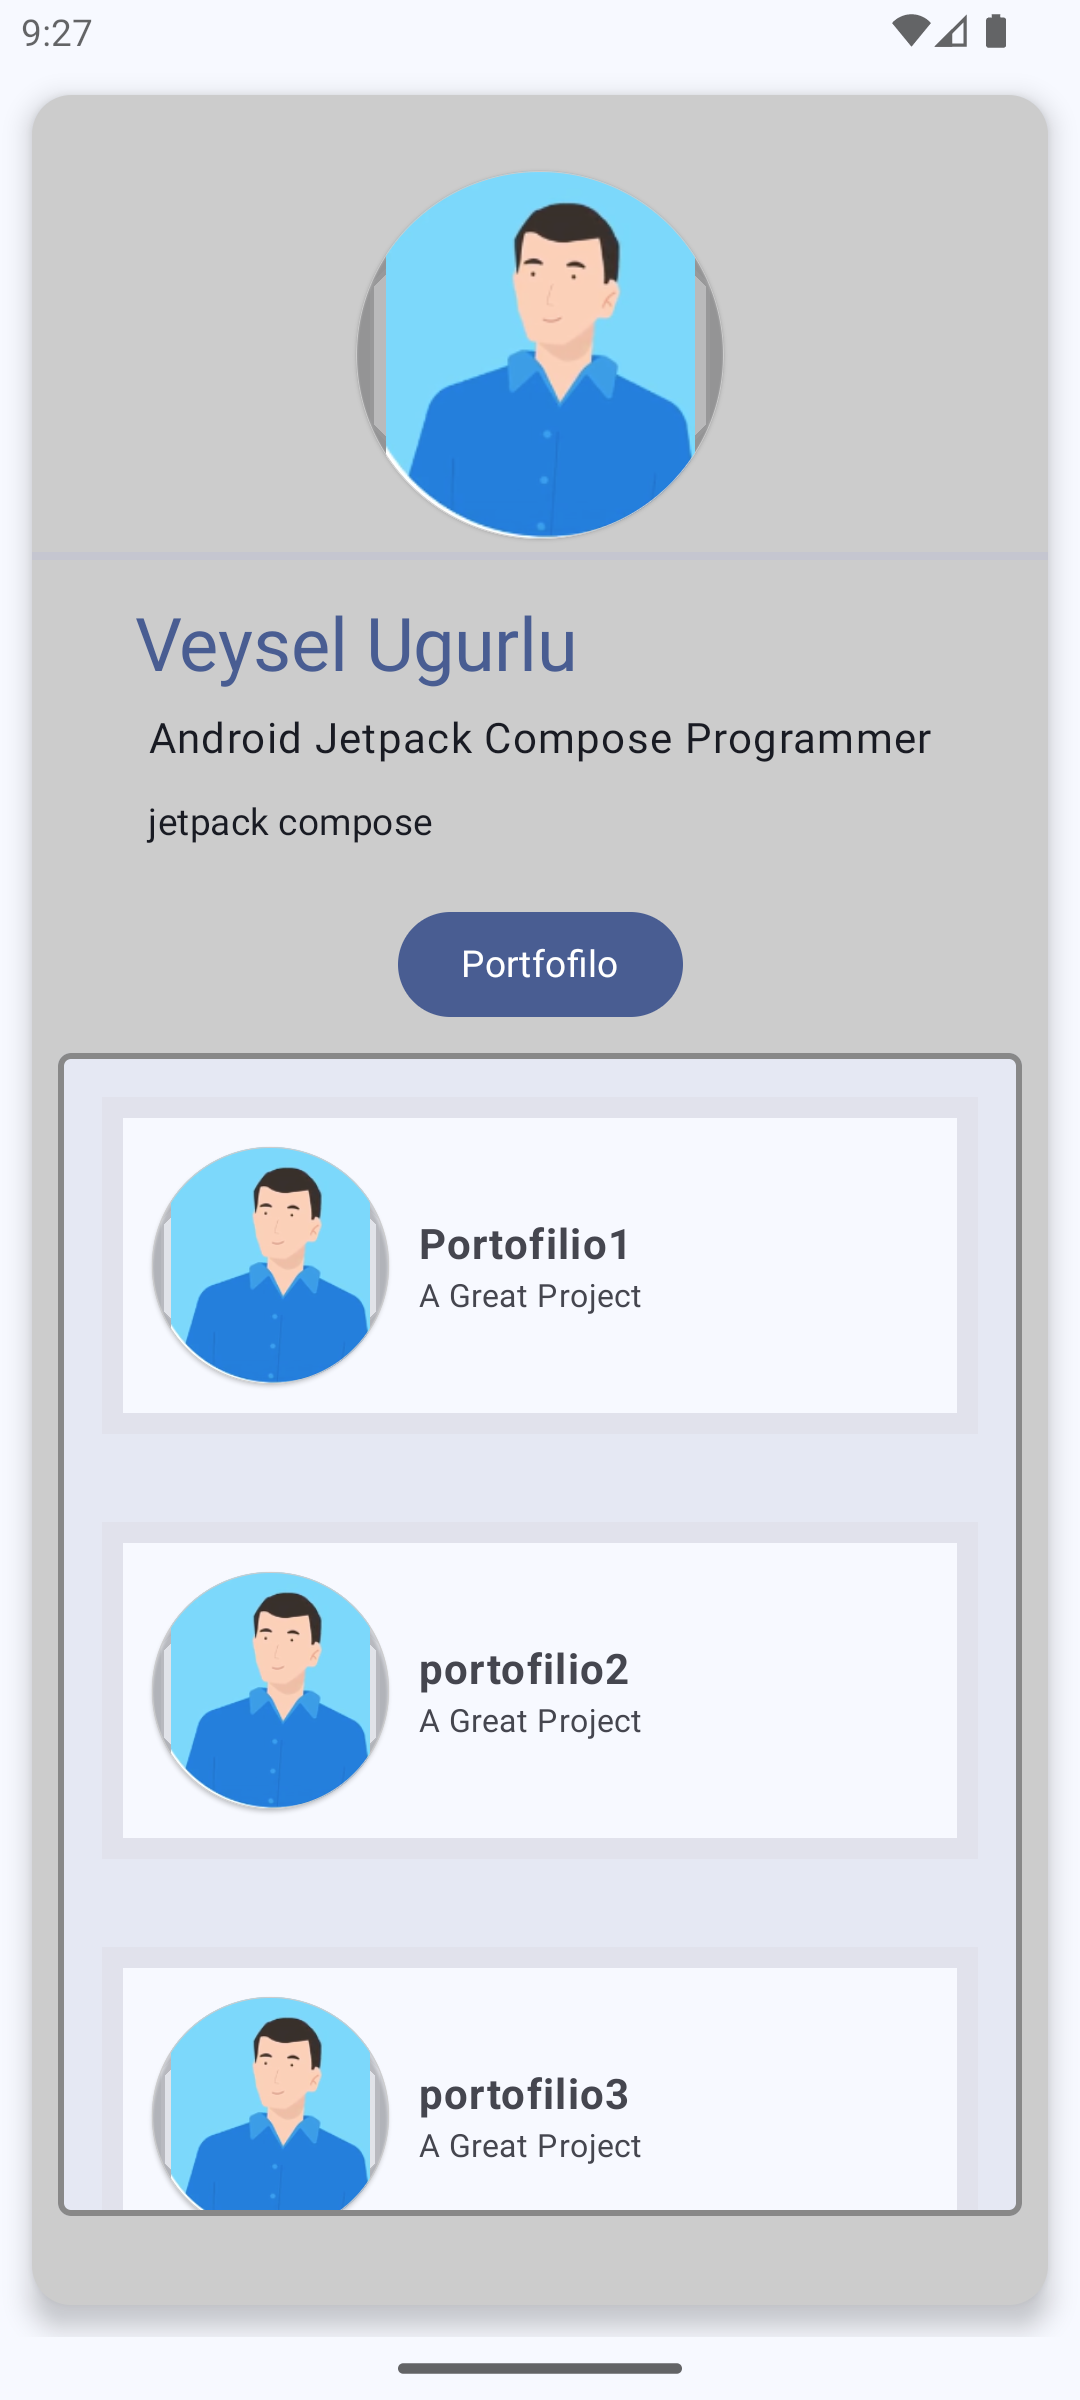 9:27
Veysel Ugurlu
Android Jetpack Compose Programmer
jetpack compose
Portfofilo
Portofilio1
A Great Project
portofilio2
A Great Project
portofilio3
A Great Project